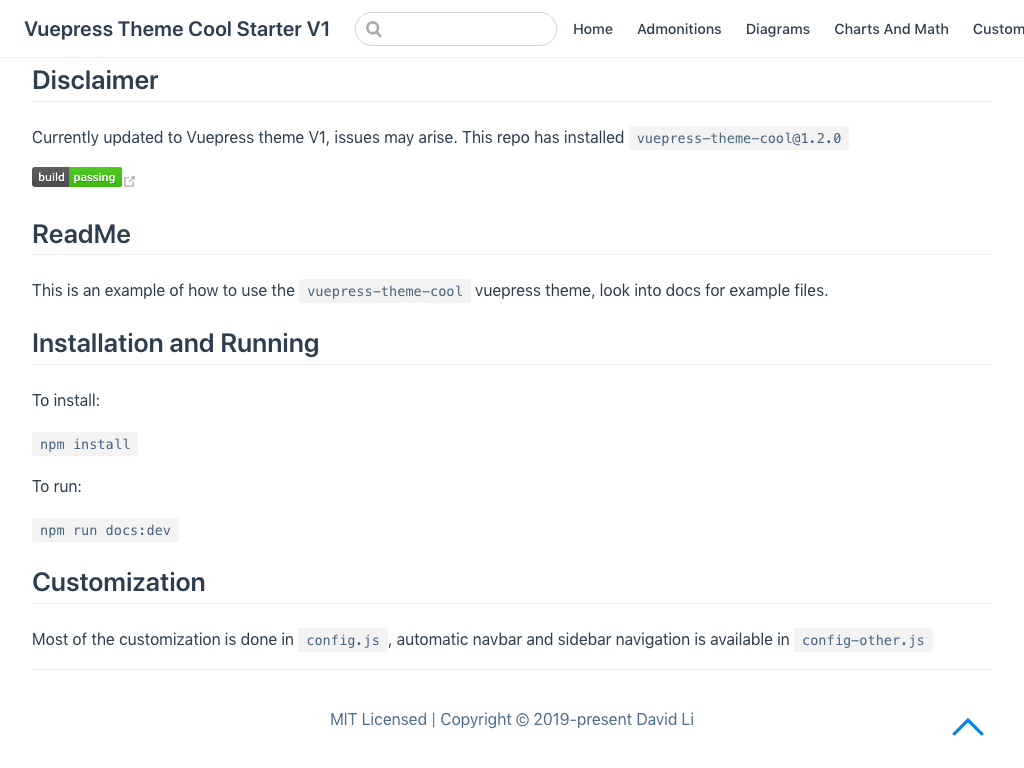 Vuepress Theme Cool Starter V1
Home Admonitions Diagrams Charts And Math Custom
Disclaimer
Currently updated to Vuepress theme V1, issues may arise. This repo has installed vuepress-theme-cool@1.2.0
build passing
ReadMe
This is an example of how to use the vuepress-theme-cool vuepress theme, look into docs for example files.
Installation and Running
To install:
npm install
To run:
npm run docs:dev
Customization
Most of the customization is done in config.js, automatic navbar and sidebar navigation is available in config-other.js
MIT Licensed | Copyright © 2019-present David Li